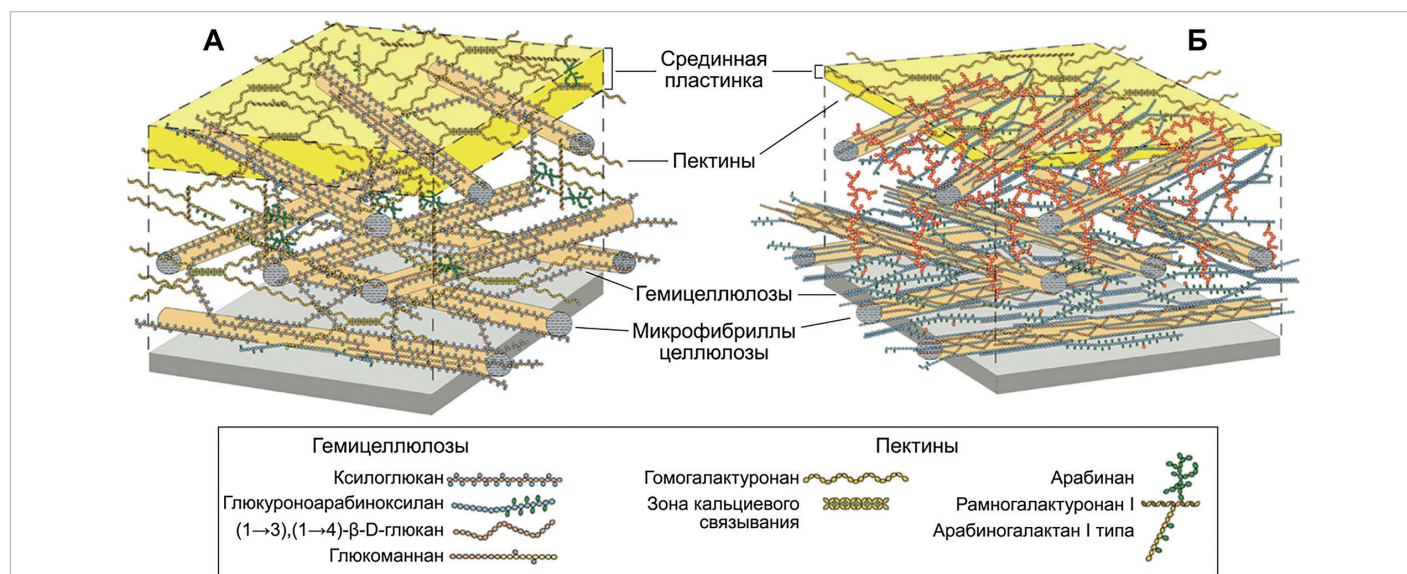 А
Б
Срединная
пластинка
Пектины
Гемицеллюлозы
Микрофибриллы
целлюлозы
Гемицеллюлозы
Ксилоглюкан
Глюкуроноарабиноксилан
(1→3),(1→4)-β-D-глюкан
Глюкоманнан
Пектины
Гомогалактуронан
Зона кальциевого
связывания
Арабинан
Рамногалактуронан I
Арабиногалактан I типа